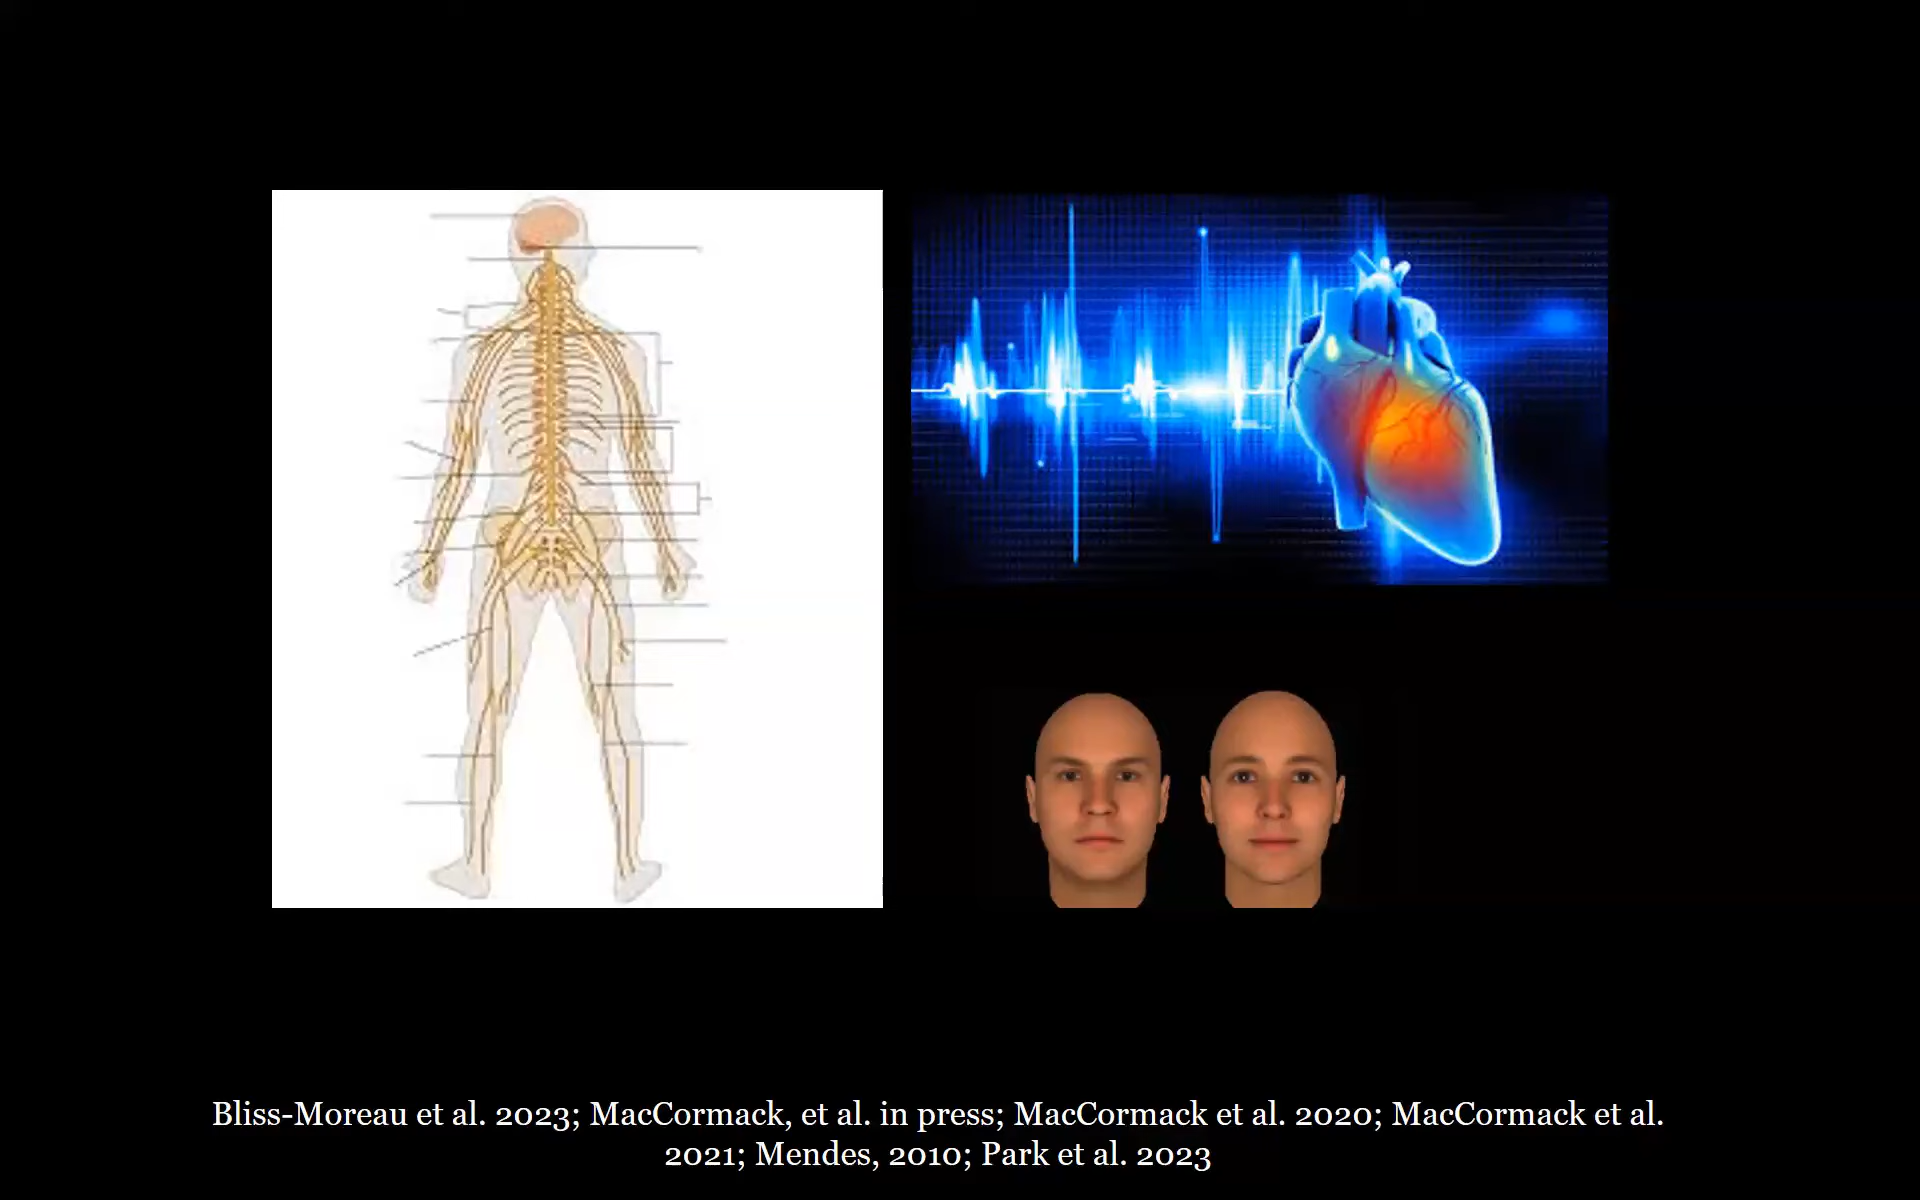 Bliss-Moreau et al. 2023; MacCormack, et al. in press; MacCormack et al. 2020; MacCormack et al.
2021; Mendes, 2010; Park et al. 2023